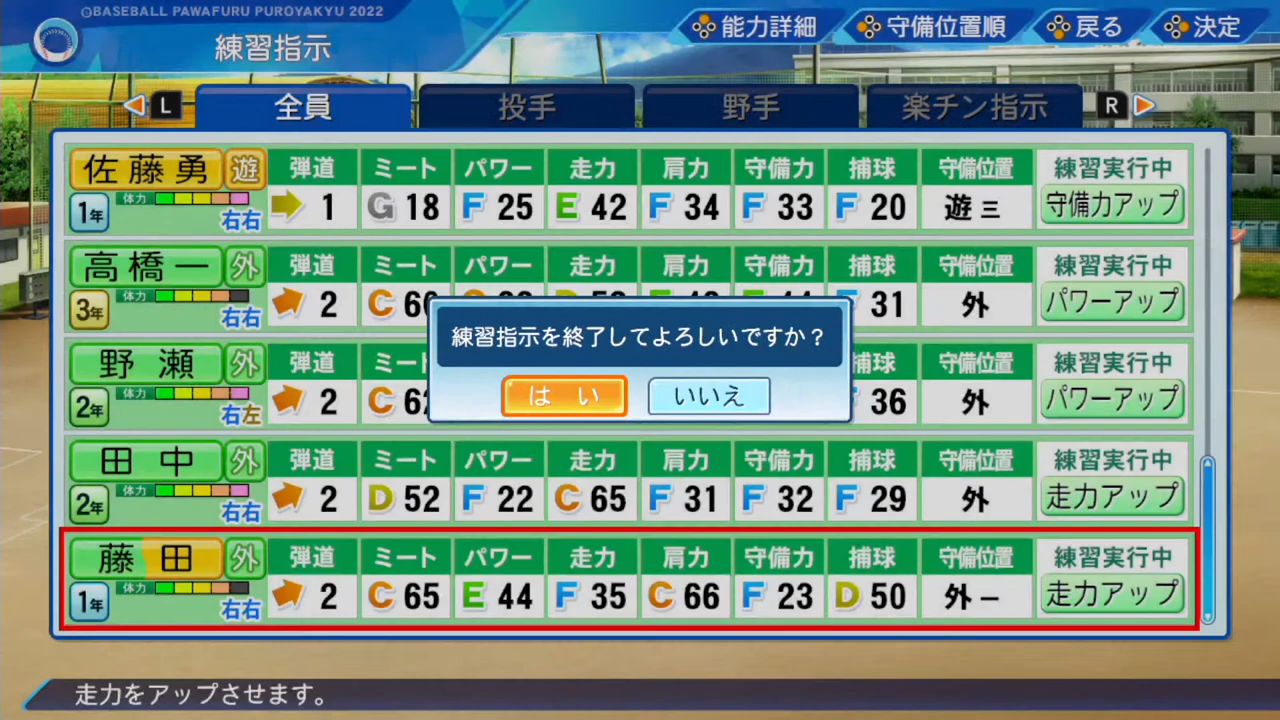 ©BASEBALL PAWAFURU PUROYAKYU 2022
練習指示
能力詳細 守備位置順 戻る 決定
L 全員 投手 野手 楽チン指示 R
佐藤勇 遊 弾道 ミート パワー 走力 肩力 守備力 捕球 守備位置 練習実行中
1年 体力 右右 1 G 18 F 25 E 42 F 34 F 33 F 20 遊三 守備力アップ
高橋一 外 弾道 ミート パワー 走力 肩力 守備力 捕球 守備位置 練習実行中
3年 体力 右右 2 C 31 外 パワーアップ
野瀬 外 弾道 ミート 捕球 守備位置 練習実行中
2年 体力 右左 2 C 36 外 パワーアップ
練習指示を終了してよろしいですか？
はい いいえ
田中 外 弾道 ミート パワー 走力 肩力 守備力 捕球 守備位置 練習実行中
2年 体力 右右 2 D 52 F 22 C 65 F 31 F 32 F 29 外 走力アップ
藤田 外 弾道 ミート パワー 走力 肩力 守備力 捕球 守備位置 練習実行中
1年 体力 右右 2 C 65 E 44 F 35 C 66 F 23 D 50 外一 走力アップ
走力をアップさせます。